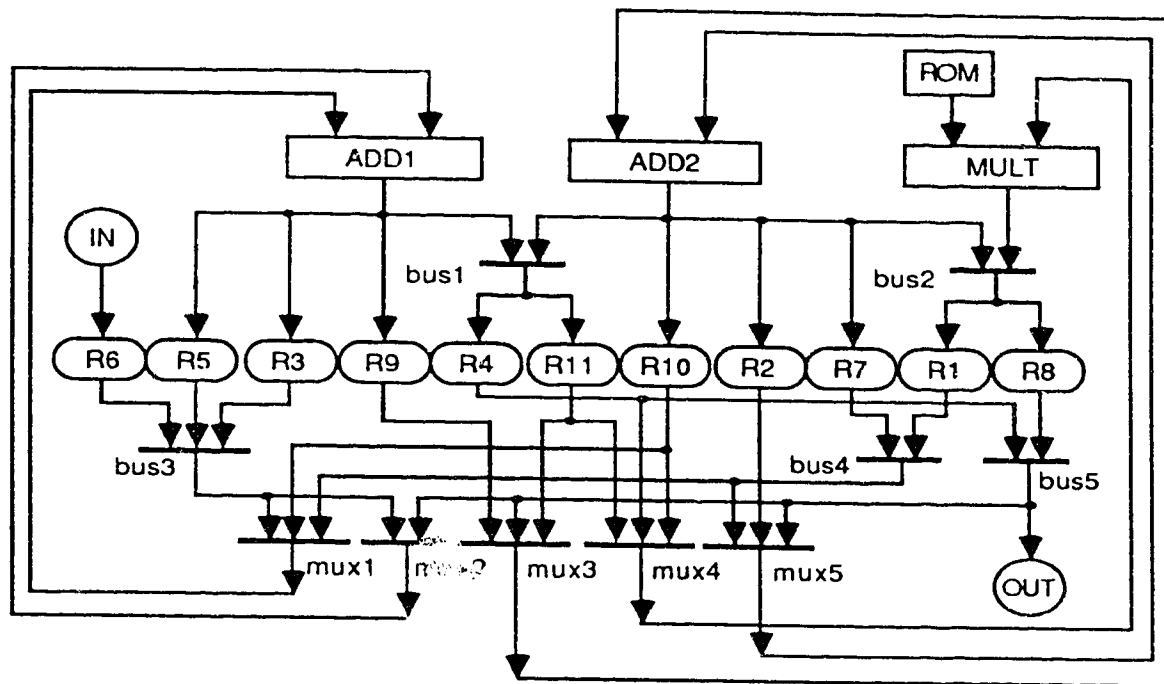 ROM
ADD1
ADD2
MULT
IN
bus1
bus2
R6
R5
R3
R9
R4
R11
R10
R2
R7
R1
R8
bus3
bus4
bus5
mux1
mux3
mux4
mux5
OUT